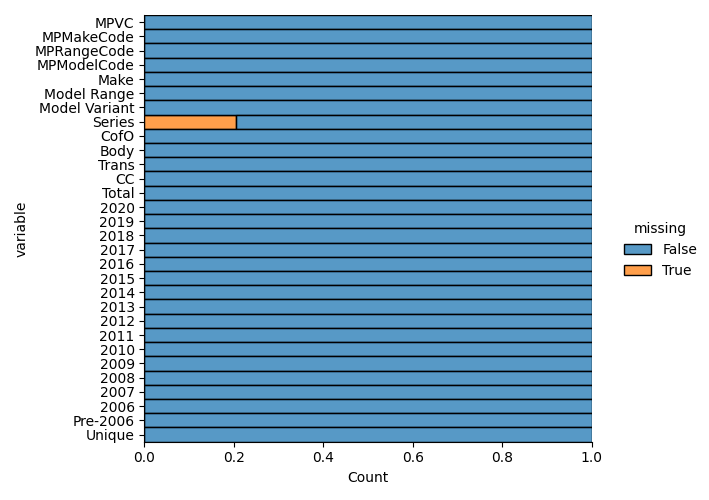 MPVC
MPMakeCode
MPRangeCode
MPModelCode
Make
Model Range
Model Variant
Series
CofO
Body
Trans
CC
Total
2020
2019
2018
2017
2016
2015
2014
2013
2012
2011
2010
2009
2008
2007
2006
Pre-2006
Unique
variable
0.0 0.2 0.4 0.6 0.8 1.0
Count
missing
False
True